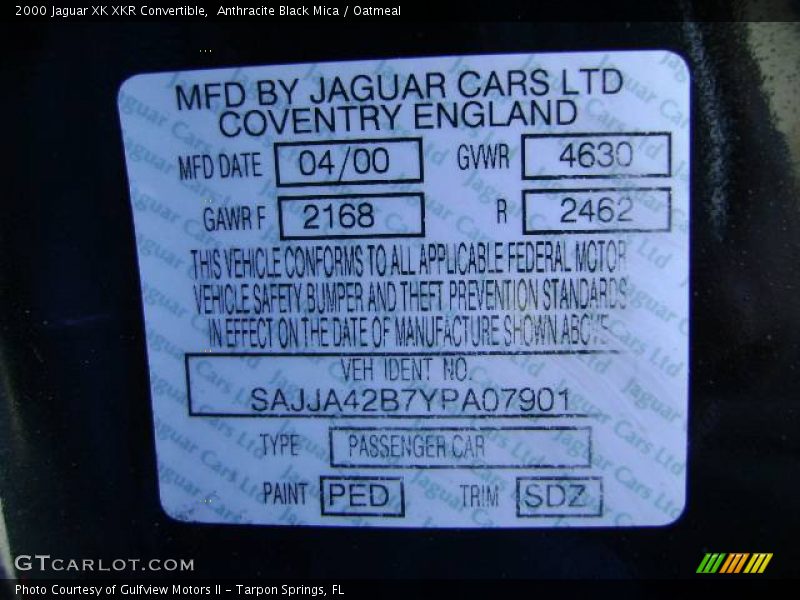 2000 Jaguar XK XKR Convertible, Anthracite Black Mica / Oatmeal
MFD BY JAGUAR CARS LTD
COVENTRY ENGLAND
MFD DATE 04/00 GVWR 4630
GAWR F 2168 R 2462
THIS VEHICLE CONFORMS TO ALL APPLICABLE FEDERAL MOTOR
VEHICLE SAFETY BUMPER AND THEFT PREVENTION STANDARDS
IN EFFECT ON THE DATE OF MANUFACTURE SHOWN ABOVE
VEH IDENT NO.
SAJJA42B7YPA07901
TYPE PASSENGER CAR
PAINT PED TRIM SDZ
GTCARLOT.COM
Photo Courtesy of Gulfview Motors II - Tarpon Springs, FL